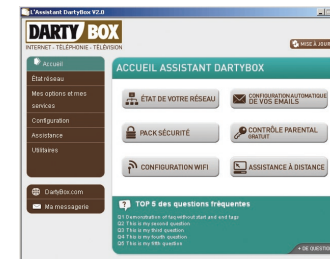 L'Assistant DartyBox V2.0
DARTY BOX
INTERNET - TÉLÉPHONIE - TÉLÉVISION
MISE À JOUR
Accueil
État réseau
Mes options et mes
services
Configuration
Assistance
Utilitaires
DartyBox.com
Ma messagerie
ACCUEIL ASSISTANT DARTYBOX
ÉTAT DE VOTRE RÉSEAU
CONFIGURATION AUTOMATIQUE
DE VOS EMAILS
PACK SÉCURITÉ
CONTRÔLE PARENTAL
GRATUIT
CONFIGURATION WIFI
ASSISTANCE À DISTANCE
TOP 5 des questions fréquentes
Q1 Demonstration of faq without start and end tags
Q2 This is my second question
Q3 This is my third question
Q4 This is my fourth question
Q5 This is my fifth question
+ DE QUESTION